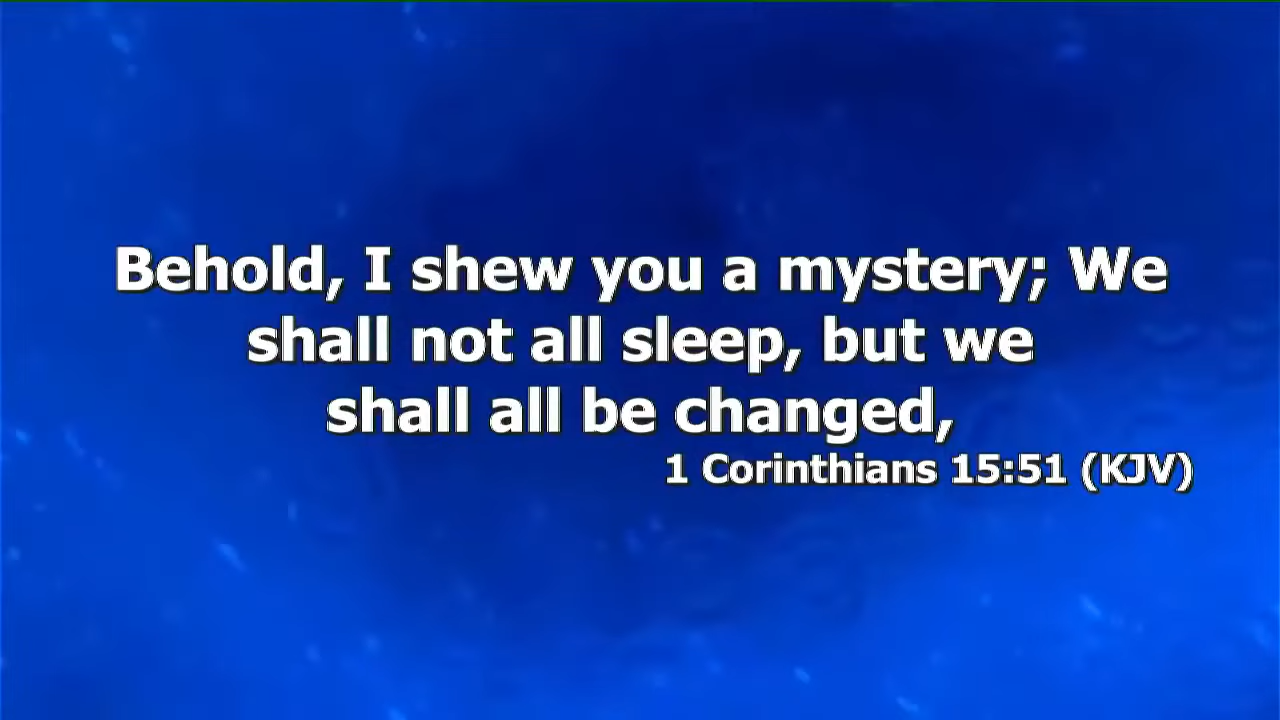 Behold, I shew you a mystery; We
shall not all sleep, but we
shall all be changed,
1 Corinthians 15:51 (KJV)